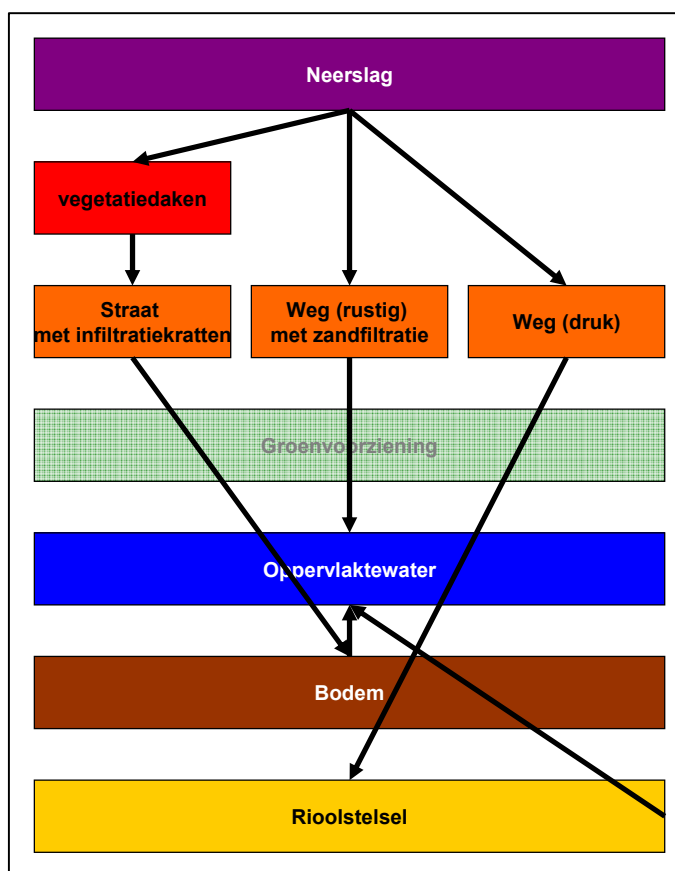 Neerslag
vegetatiedaken
Straat
met infiltratiekratten
Weg (rustig)
met zandfiltratie
Weg (druk)
Groenvoorziening
Oppervlaktewater
Bodem
Rioolstelsel